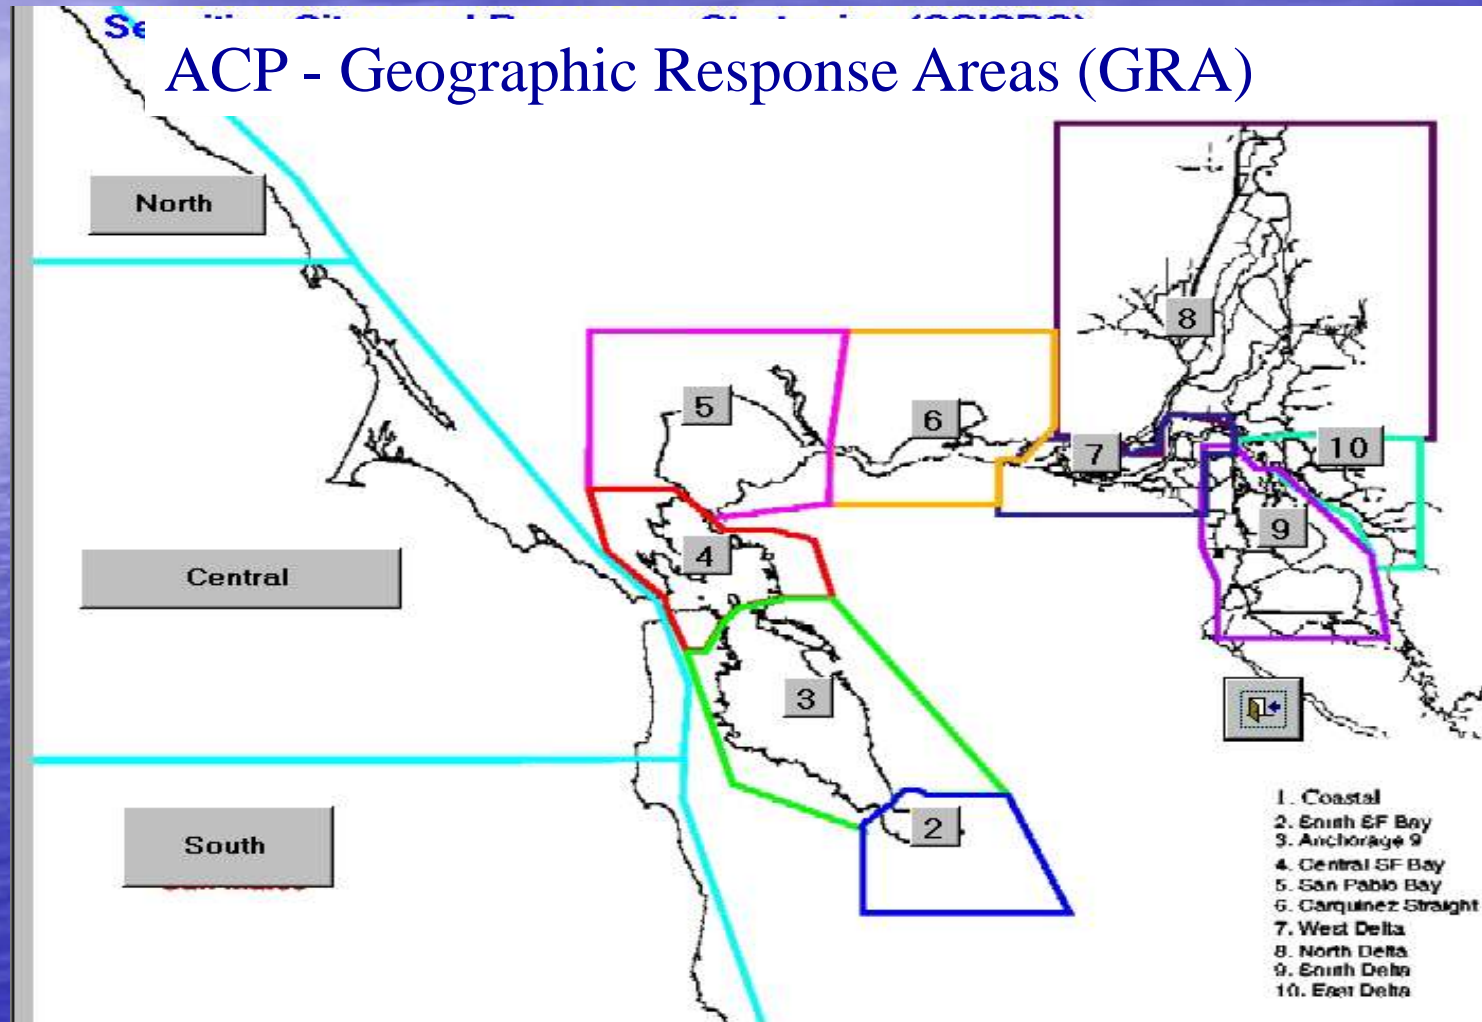 ACP - Geographic Response Areas (GRA)
North
8
5
6
7
10
9
4
Central
3
2
South
1. Coastal
2. South SF Bay
3. Anchorage 9
4. Central SF Bay
5. San Pablo Bay
6. Carquinez Straight
7. West Delta
8. North Delta
9. South Delta
10. East Delta